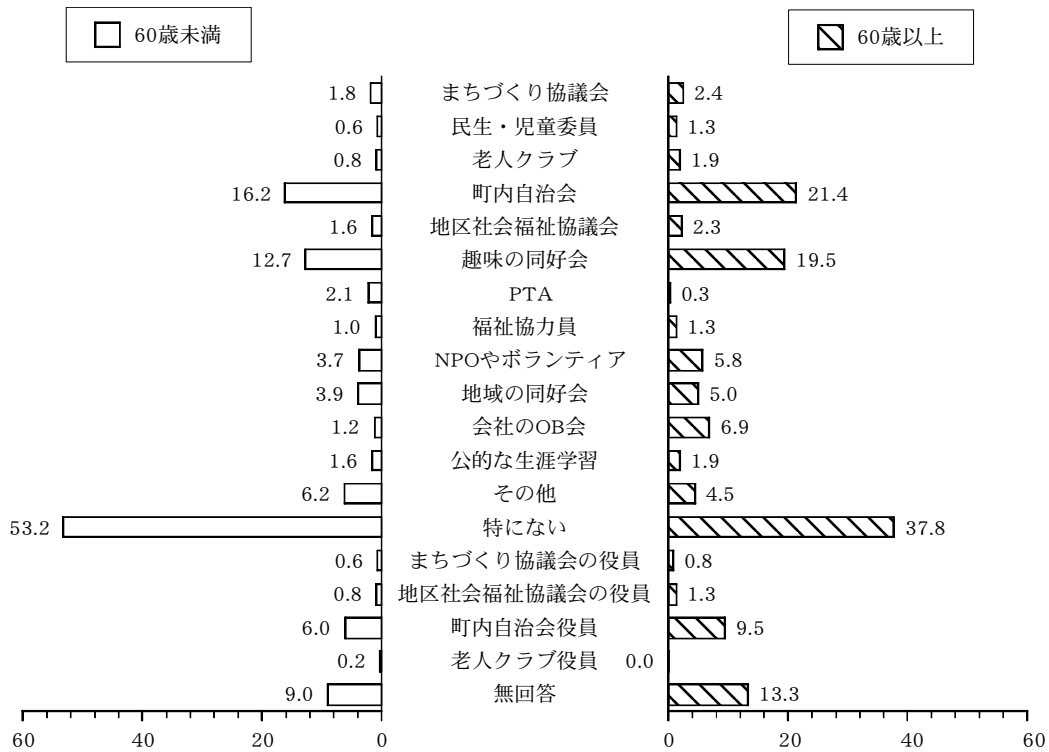 60歳未満 60歳以上
1.8 まちづくり協議会 2.4
0.6 民生・児童委員 1.3
0.8 老人クラブ 1.9
16.2 町内自治会 21.4
1.6 地区社会福祉協議会 2.3
12.7 趣味の同好会 19.5
2.1 PTA 0.3
1.0 福祉協力員 1.3
3.7 NPOやボランティア 5.8
3.9 地域の同好会 5.0
1.2 会社のOB会 6.9
1.6 公的な生涯学習 1.9
6.2 その他 4.5
53.2 特にない 37.8
0.6 まちづくり協議会の役員 0.8
0.8 地区社会福祉協議会の役員 1.3
6.0 町内自治会役員 9.5
0.2 老人クラブ役員 0.0
9.0 無回答 13.3
60 40 20 0 0 20 40 60